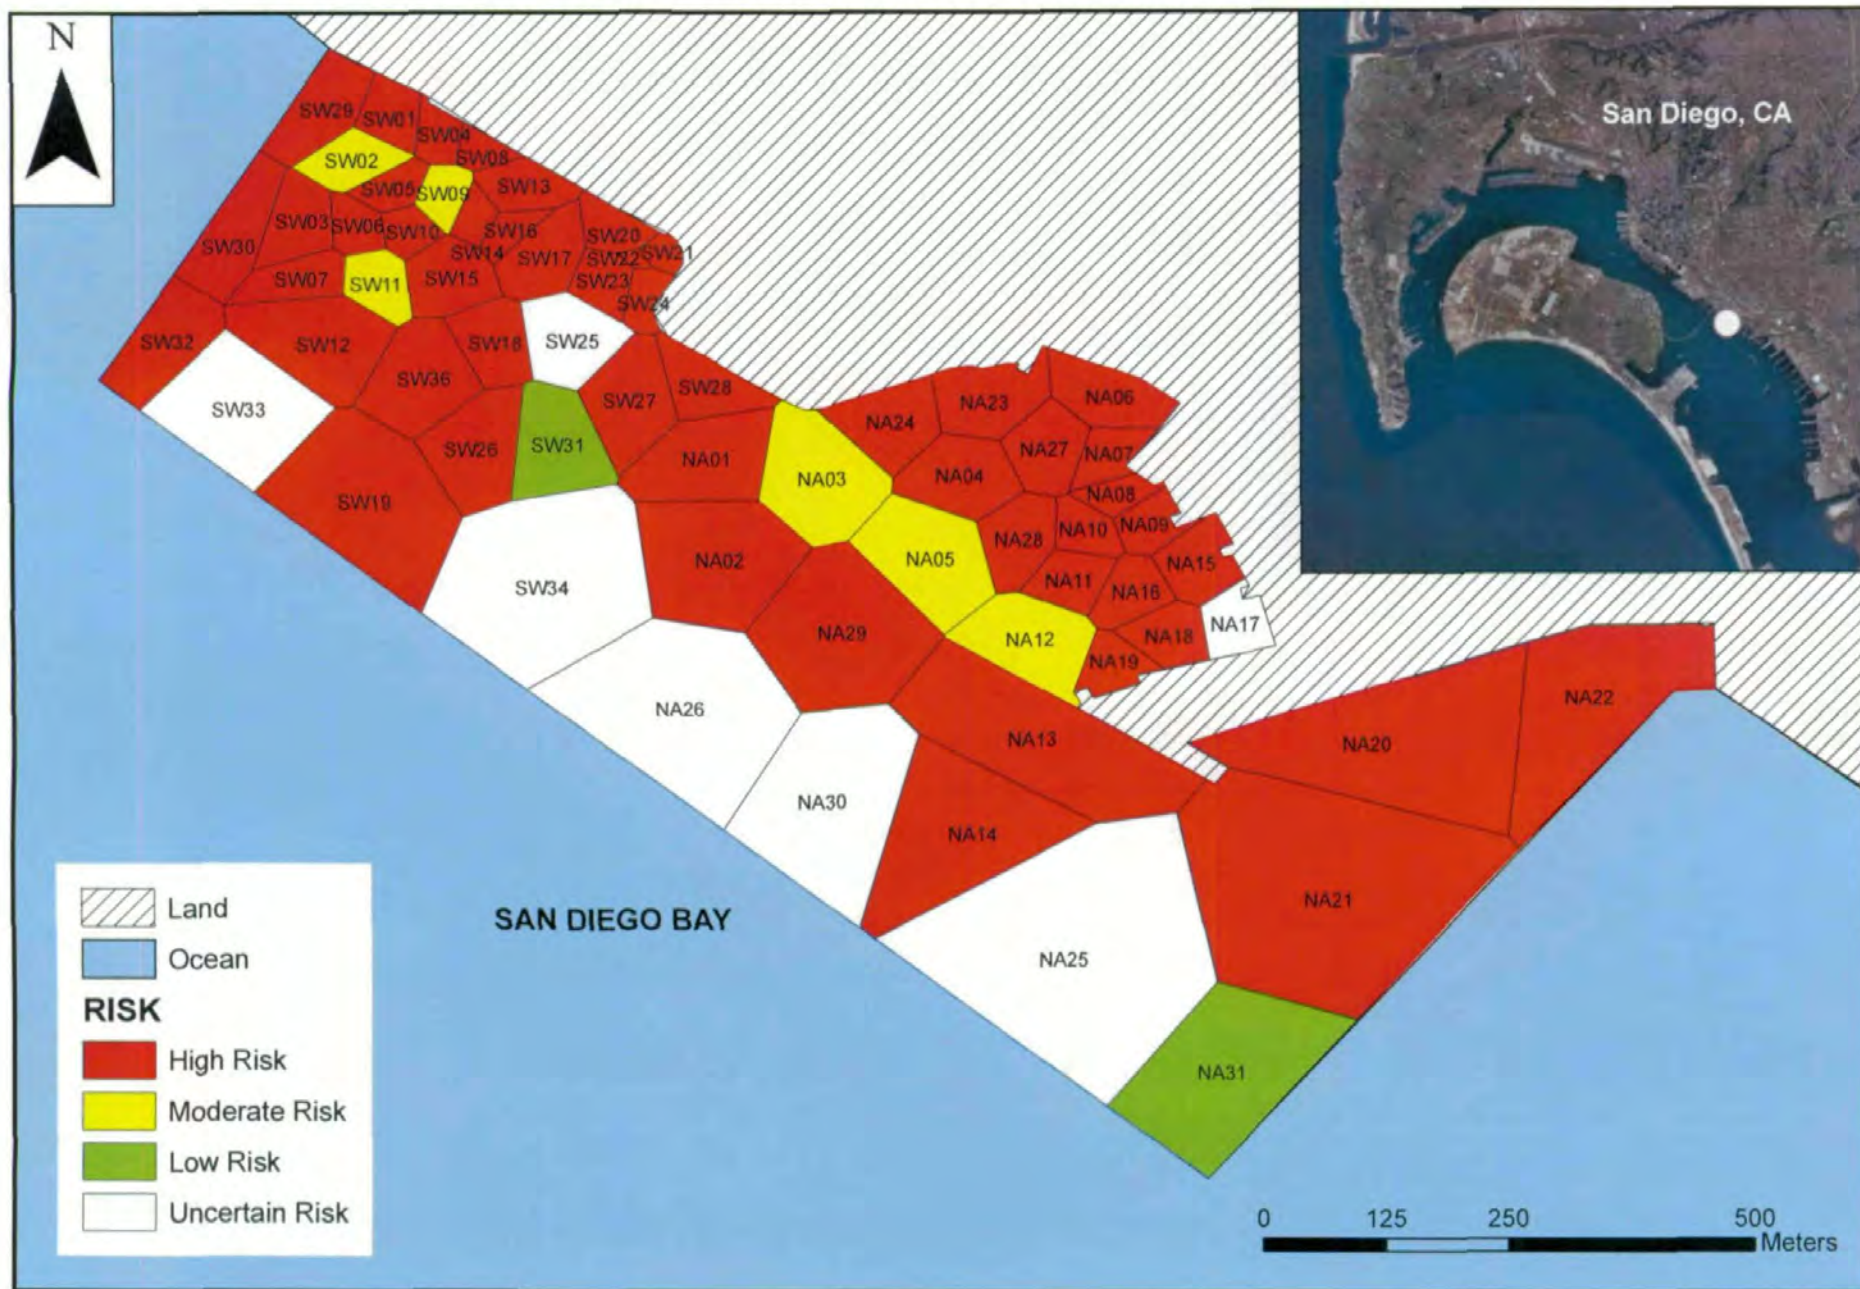 N
San Diego, CA
SW29
SW01
SW04
SW08
SW02
SW05
SW09
SW13
SW03
SW06
SW10
SW16
SW20
SW30
SW14
SW17
SW22
SW21
SW07
SW11
SW15
SW23
SW24
SW32
SW12
SW18
SW25
SW36
SW28
SW33
SW27
SW26
SW31
SW19
SW34
NA23
NA06
NA24
NA27
NA07
NA01
NA03
NA04
NA08
NA10
NA09
NA28
NA02
NA05
NA11
NA15
NA16
NA29
NA12
NA18
NA17
NA19
NA26
NA13
NA20
NA22
NA30
NA14
NA21
NA25
NA31
SAN DIEGO BAY
Land
Ocean
RISK
High Risk
Moderate Risk
Low Risk
Uncertain Risk
0 125 250 500
Meters